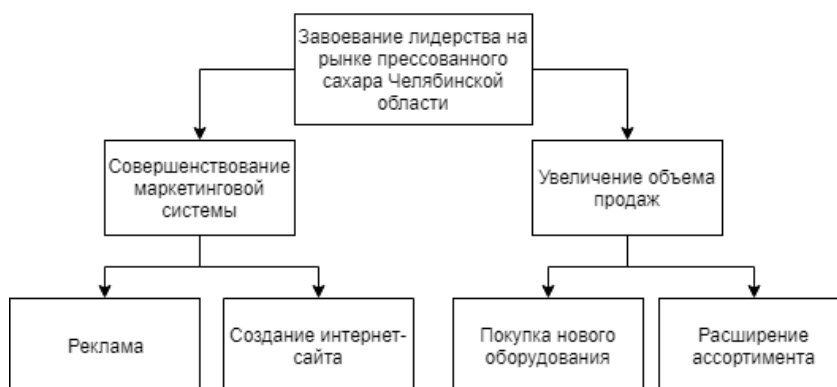 Завоевание лидерства на
рынке прессованного
сахара Челябинской
области
Совершенствование
маркетинговой
системы
Увеличение объема
продаж
Реклама
Создание интернет-
сайта
Покупка нового
оборудования
Расширение
ассортимента